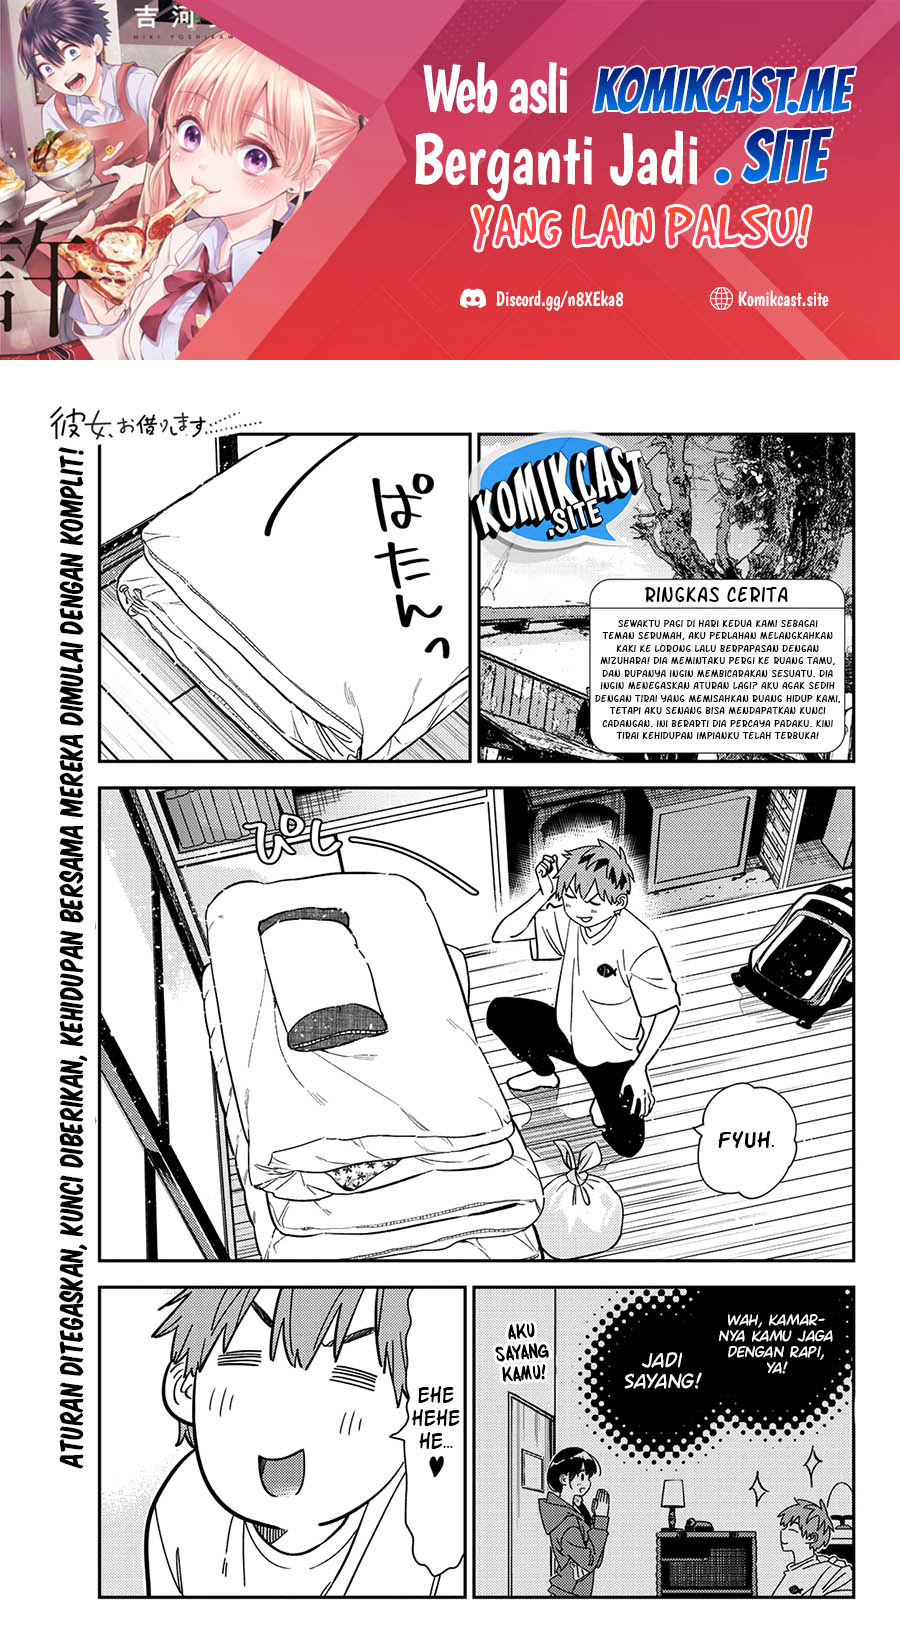 吉河
MIKI YOSHIKAW
許
Web asli KOMIKCAST.ME
Berganti Jadi .SITE
YANG LAIN PALSU!
Discord.gg/n8XEka8
Komikcast.site
彼女、お借りします
ATURAN DITEGASKAN, KUNCI DIBERIKAN, KEHIDUPAN BERSAMA MEREKA DIMULAI DENGAN KOMPLIT!
KOMIKCAST
.SITE
RINGKAS CERITA
SEWAKTU PAGI DI HARI KEDUA KAMI SEBAGAI
TEMAN SERUMAH, AKU PERLAHAN MELANGKAHKAN
KAKI KE LORONG LALU BERPAPASAN DENGAN
MIZUHARA! DIA MEMINTAKU PERGI KE RUANG TAMU,
DAN RUPANYA INGIN MEMBICARAKAN SESUATU. DIA
INGIN MENEGASKAN ATURAN LAGI? AKU AGAK SEDIH
DENGAN TIRAI YANG MEMISAHKAN RUANG HIDUP KAMI,
TETAPI AKU SENANG BISA MENDAPATKAN KUNCI
CADANGAN. INI BERARTI DIA PERCAYA PADAKU. KINI
TIRAI KEHIDUPAN IMPIANKU TELAH TERBUKA!
ぱたんっ
ぴしー
FYUH.
WAH, KAMAR-
NYA KAMU JAGA
DENGAN RAPI,
YA!
JADI
SAYANG!
AKU
SAYANG
KAMU!
EHE
HEHE
HE...
♥